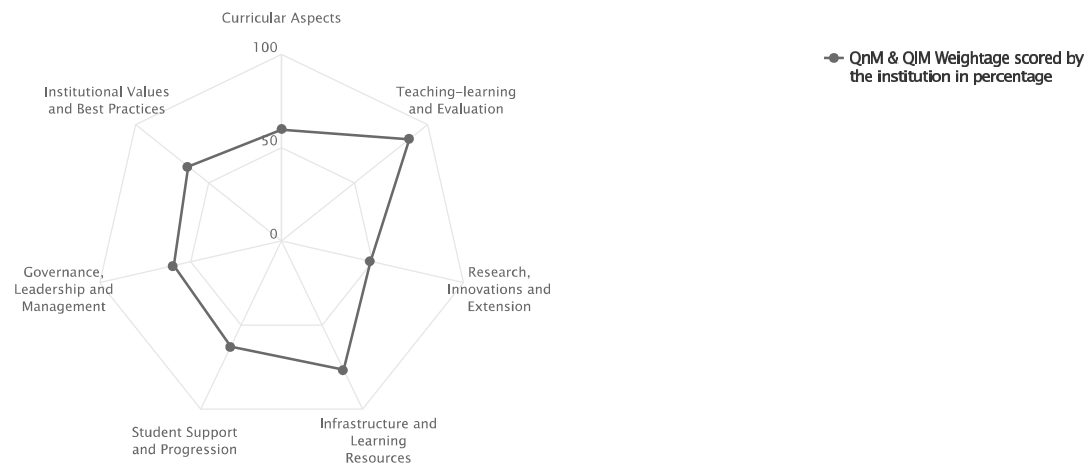 Curricular Aspects
100
Teaching-learning
and Evaluation
Institutional Values
and Best Practices
50
0
Research,
Innovations and
Extension
Governance,
Leadership and
Management
Infrastructure and
Learning
Resources
Student Support
and Progression
QnM & QlM Weightage scored by
the institution in percentage